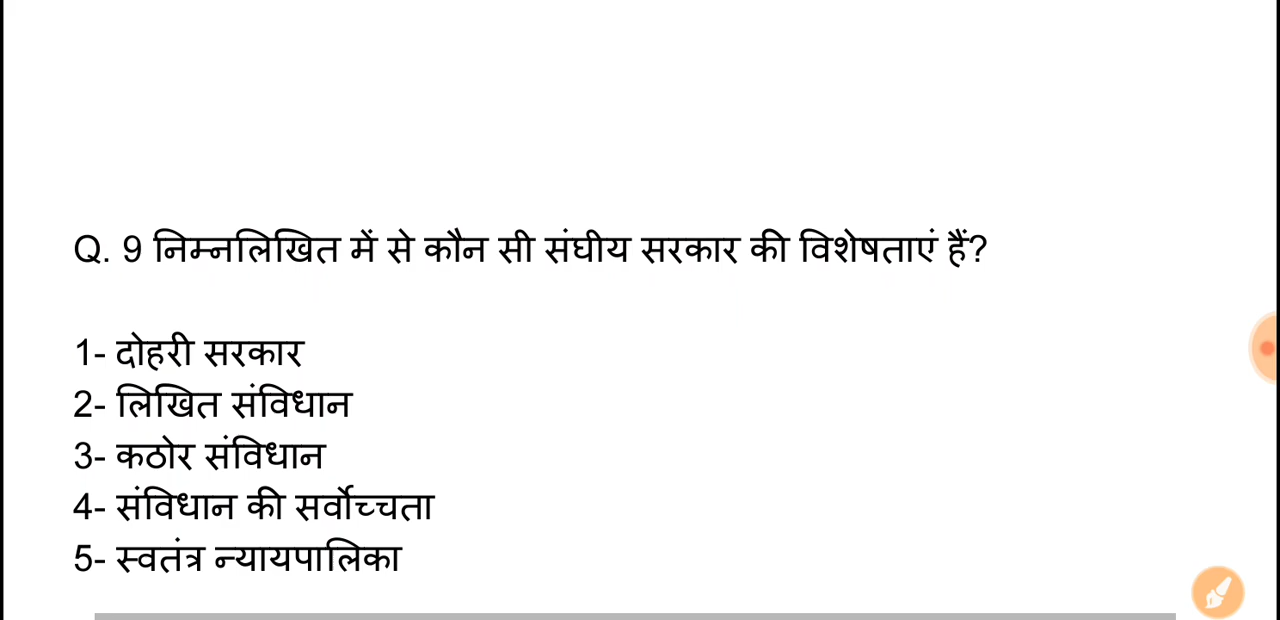 Q. 9 निम्नलिखित में से कौन सी संघीय सरकार की विशेषताएं हैं?
1- दोहरी सरकार
2- लिखित संविधान
3- कठोर संविधान
4- संविधान की सर्वोच्चता
5- स्वतंत्र न्यायपालिका